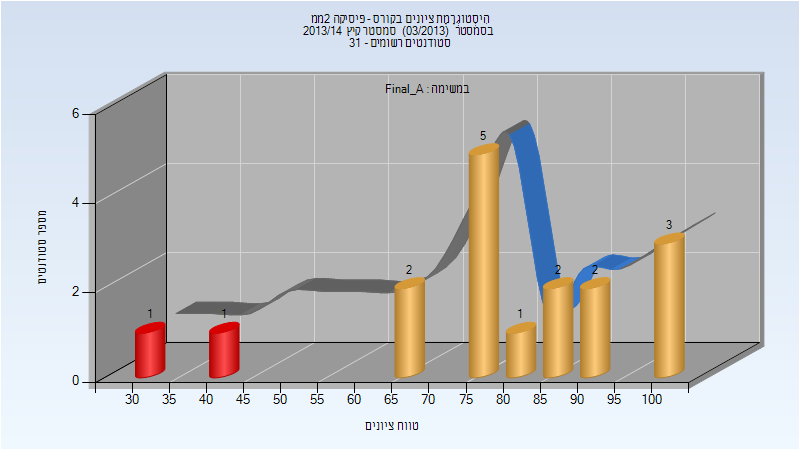 היסטוגרמת ציונים בקורס - פיסיקה 2ממ
בסמסטר (03/2013) סמסטר קיץ 2013/14
סטודנטים רשומים - 31
במשימה : Final_A
6
4
2
0
מספר סטודנטים
1
1
2
5
1
2
2
3
30 35 40 45 50 55 60 65 70 75 80 85 90 95 100
טווח ציונים